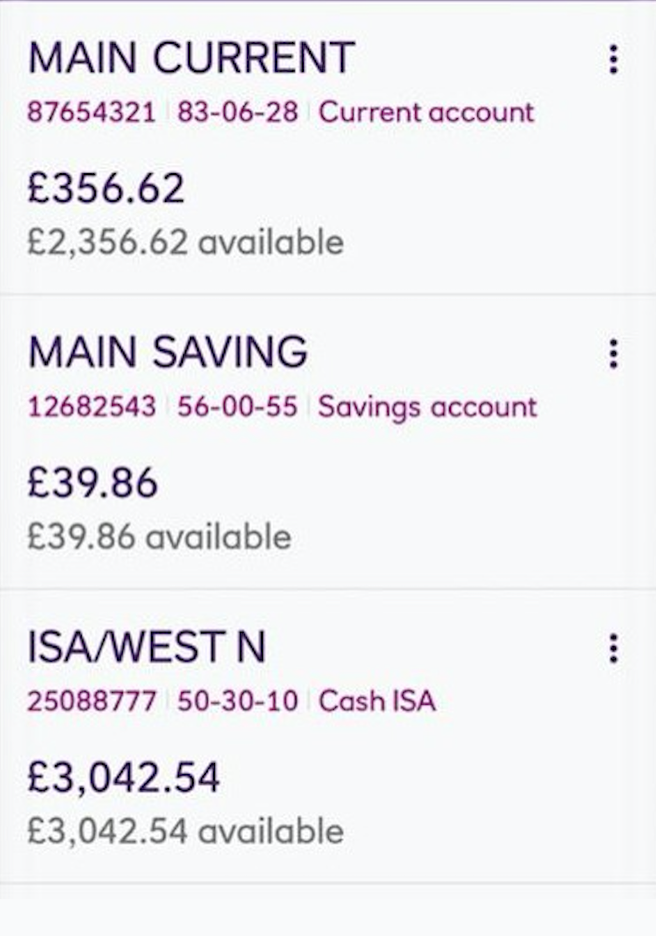 MAIN CURRENT
87654321 | 83-06-28 | Current account
£356.62
£2,356.62 available
MAIN SAVING
12682543 | 56-00-55 | Savings account
£39.86
£39.86 available
ISA/WEST N
25088777 | 50-30-10 | Cash ISA
£3,042.54
£3,042.54 available